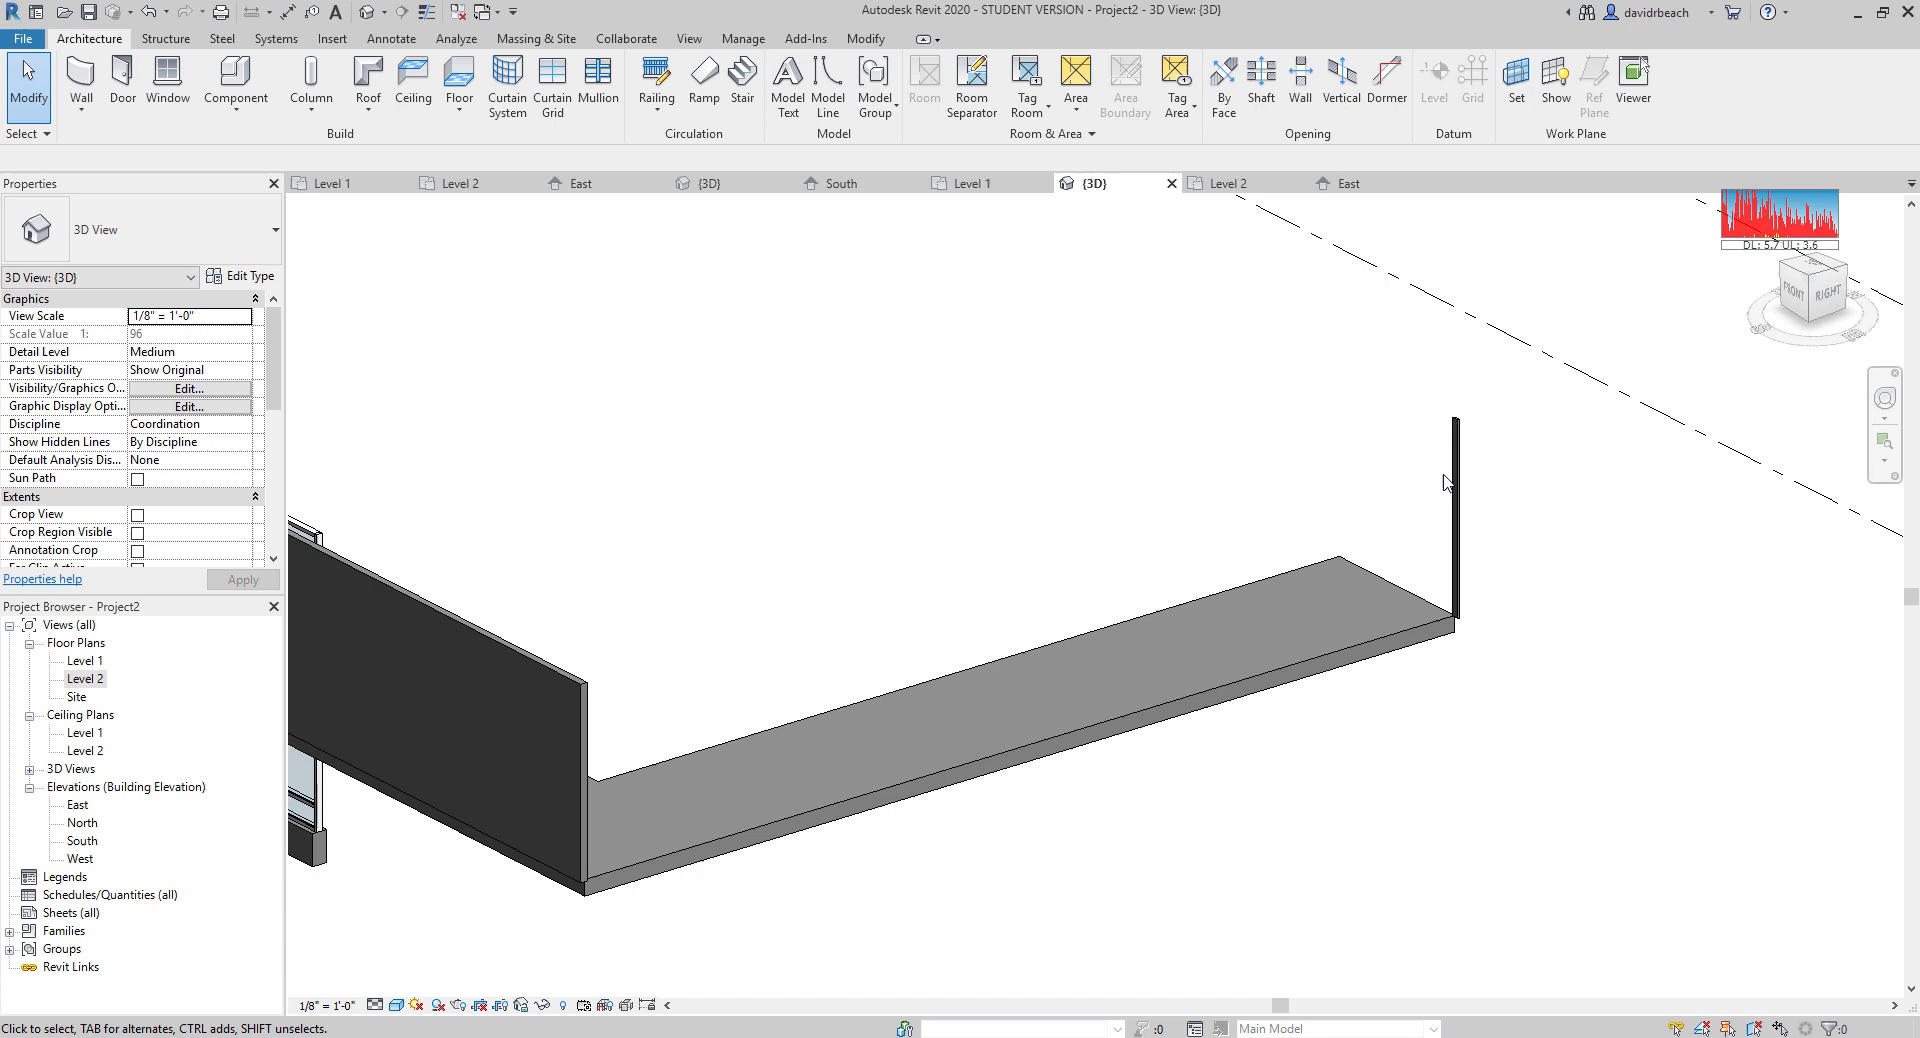 Autodesk Revit 2020 - STUDENT VERSION - Project2 - 3D View: {3D}
davidrbeach
File Architecture Structure Steel Systems Insert Annotate Analyze Massing & Site Collaborate View Manage Add-Ins Modify
Modify Wall Door Window Component Column Roof Ceiling Floor Curtain System Curtain Grid Mullion Railing Ramp Stair Model Text Model Line Model Group Room Room Separator Tag Room Area Area Boundary Tag Area By Face Shaft Wall Vertical Dormer Level Grid Set Show Ref Plane Viewer
Select Build Circulation Model Room & Area Opening Datum Work Plane
Properties
Level 1 Level 2 East {3D} South Level 1 {3D} Level 2 East
3D View
3D View: {3D} Edit Type
Graphics
View Scale 1/8" = 1'-0"
Scale Value 1: 96
Detail Level Medium
Parts Visibility Show Original
Visibility/Graphics O... Edit...
Graphic Display Opti... Edit...
Discipline Coordination
Show Hidden Lines By Discipline
Default Analysis Dis... None
Sun Path
Extents
Crop View
Crop Region Visible
Annotation Crop
Properties help Apply
DL: 5.7 UL: 3.6
FRONT RIGHT
Project Browser - Project2
Views (all)
Floor Plans
Level 1
Level 2
Site
Ceiling Plans
Level 1
Level 2
3D Views
Elevations (Building Elevation)
East
North
South
West
Legends
Schedules/Quantities (all)
Sheets (all)
Families
Groups
Revit Links
1/8" = 1'-0"
Click to select, TAB for alternates, CTRL adds, SHIFT unselects.
:0
Main Model
:0